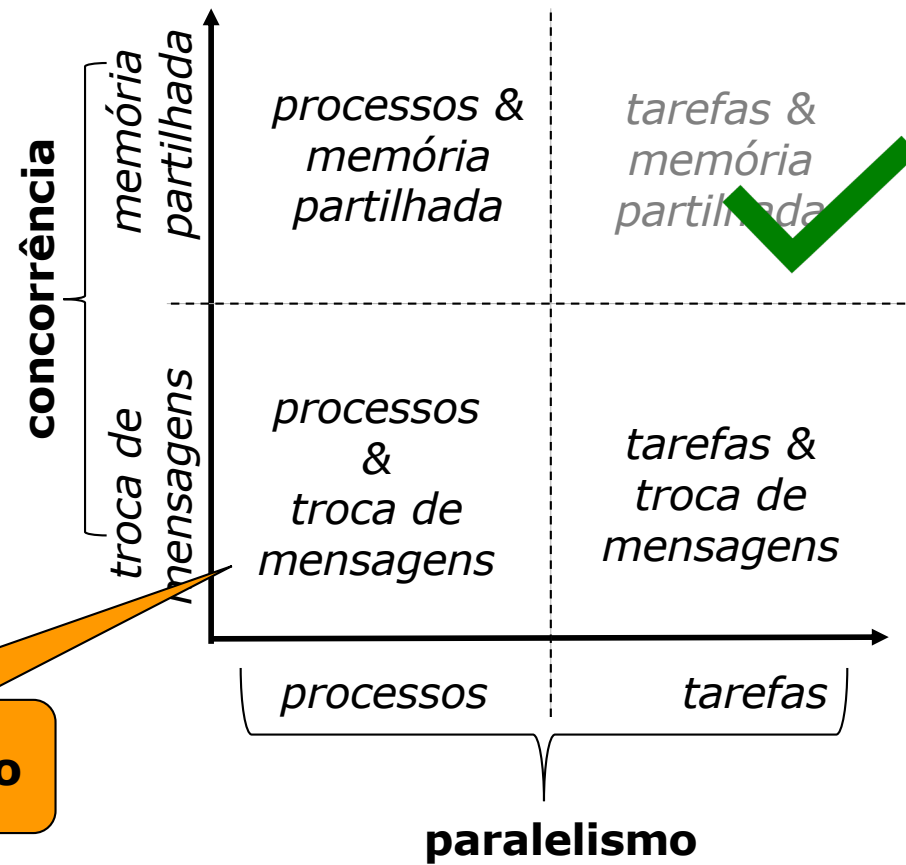 concorrência
memória
partilhada
troca de
mensagens
processos &
memória
partilhada
tarefas &
memória
partilhada
processos
&
troca de
mensagens
tarefas &
troca de
mensagens
processos
tarefas
paralelismo